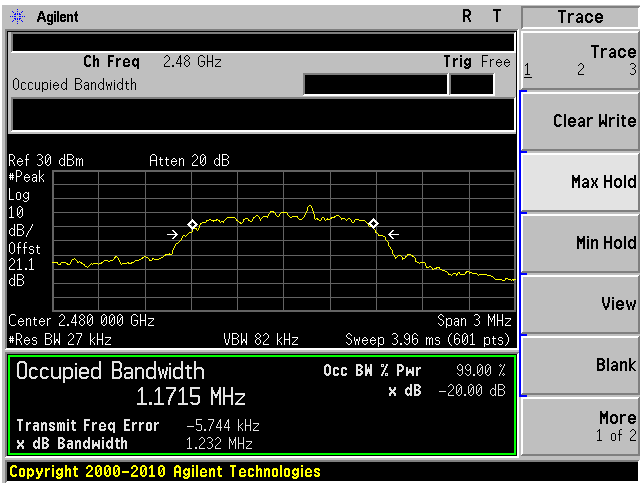 Agilent R T Trace
Ch Freq 2.48 GHz Trig Free
Occupied Bandwidth
Trace
1 2 3
Clear Write
Max Hold
Min Hold
View
Blank
More
1 of 2
Ref 30 dBm Atten 20 dB
#Peak
Log
10
dB/
Offst
21.1
dB
Center 2.480 000 GHz Span 3 MHz
#Res BW 27 kHz VBW 82 kHz Sweep 3.96 ms (601 pts)
Occupied Bandwidth Occ BW % Pwr 99.00 %
1.1715 MHz x dB -20.00 dB
Transmit Freq Error -5.744 kHz
x dB Bandwidth 1.232 MHz
Copyright 2000-2010 Agilent Technologies